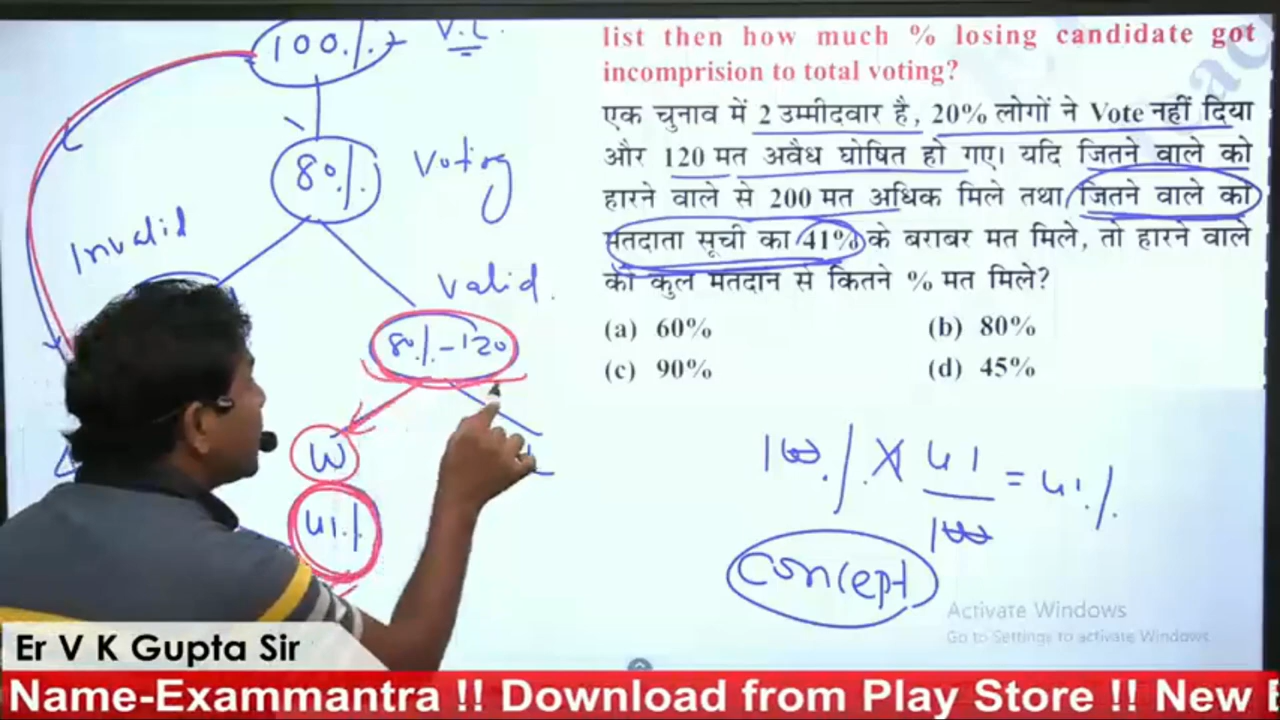 100%
V.L
list then how much % losing candidate got
incomprision to total voting?
एक चुनाव में 2 उम्मीदवार है, 20% लोगों ने Vote नहीं दिया
और 120 मत अवैध घोषित हो गए। यदि जितने वाले को
हारने वाले से 200 मत अधिक मिले तथा जितने वाले को
मतदाता सूची का 41% के बराबर मत मिले, तो हारने वाले
को कुल मतदान से कितने % मत मिले?
(a) 60%
(b) 80%
(c) 90%
(d) 45%
80%
Voting
Invalid
Valid.
80%-120
W
L
41%
100% × 41/100 = 41%
Concept
Activate Windows
Go to Settings to activate Windows.
Er V K Gupta Sir
Name-Exammantra !! Download from Play Store !! New